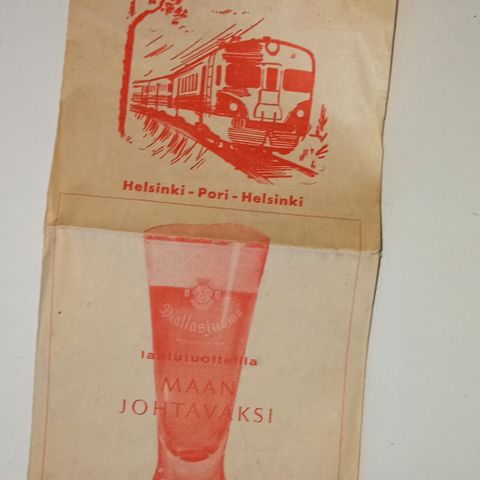 Helsinki - Pori - Helsinki
Mallasjuoma
laatutuotteilla
MAAN
JOHTAVAKSI